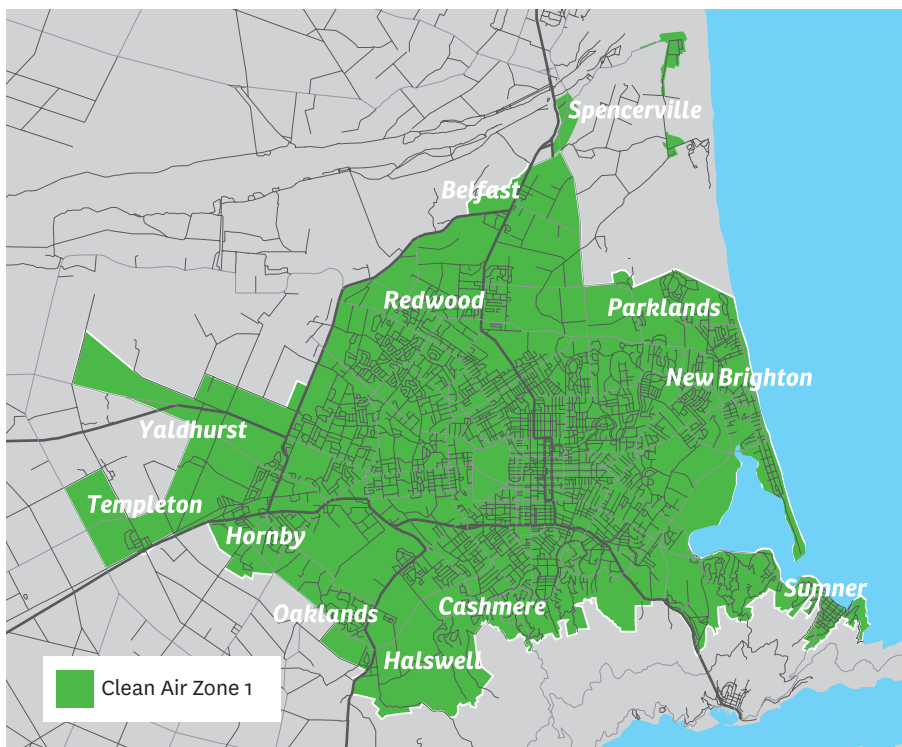 Spencerville
Belfast
Redwood
Parklands
New Brighton
Yaldhurst
Templeton
Hornby
Sumner
Cashmere
Oaklands
Halswell
Clean Air Zone 1